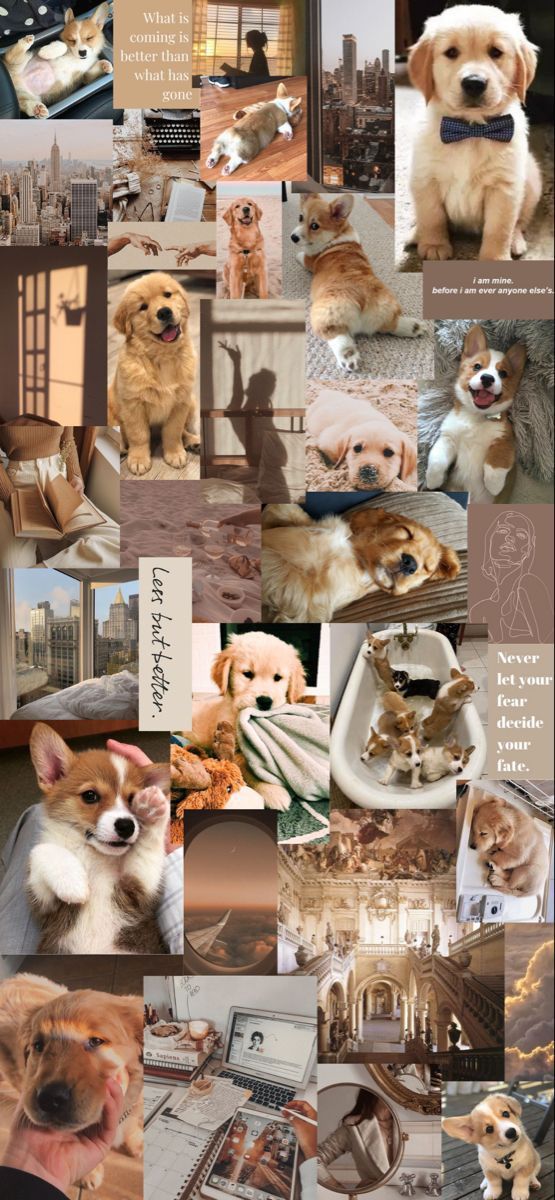 What is
coming is
better than
what has
gone
i am mine.
before i am ever anyone else's.
Less but better.
Never
let your
fear
decide
your
fate.
Sapiens